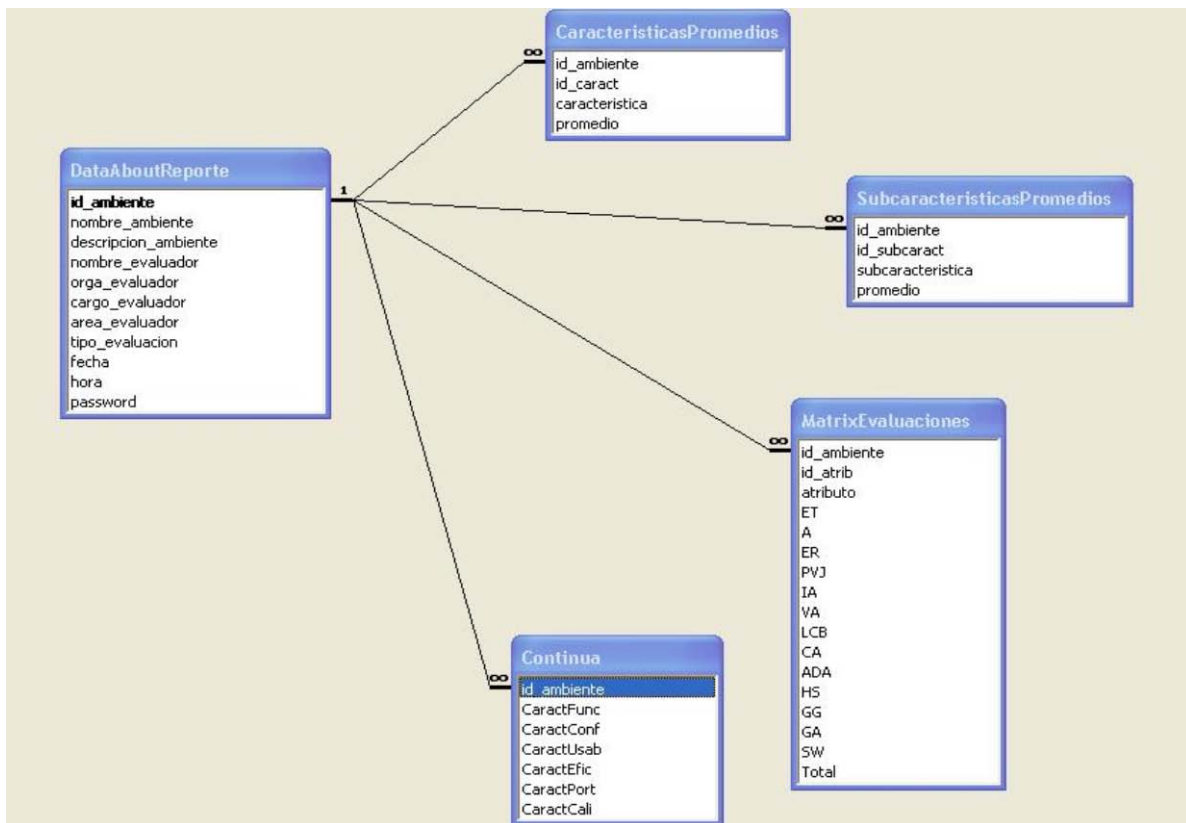 CaracteristicasPromedios
∞
id_ambiente
id_caract
caracteristica
promedio
DataAboutReporte
1
id_ambiente
nombre_ambiente
descripcion_ambiente
nombre_evaluador
orga_evaluador
cargo_evaluador
area_evaluador
tipo_evaluacion
fecha
hora
password
SubcaracteristicasPromedios
∞
id_ambiente
id_subcaract
subcaracteristica
promedio
MatrixEvaluaciones
∞
id_ambiente
id_atrib
atributo
ET
A
ER
PVJ
IA
VA
LCB
CA
ADA
HS
GG
GA
SW
Total
Continua
∞
id_ambiente
CaractFunc
CaractConf
CaractUsab
CaractEfic
CaractPort
CaractCali